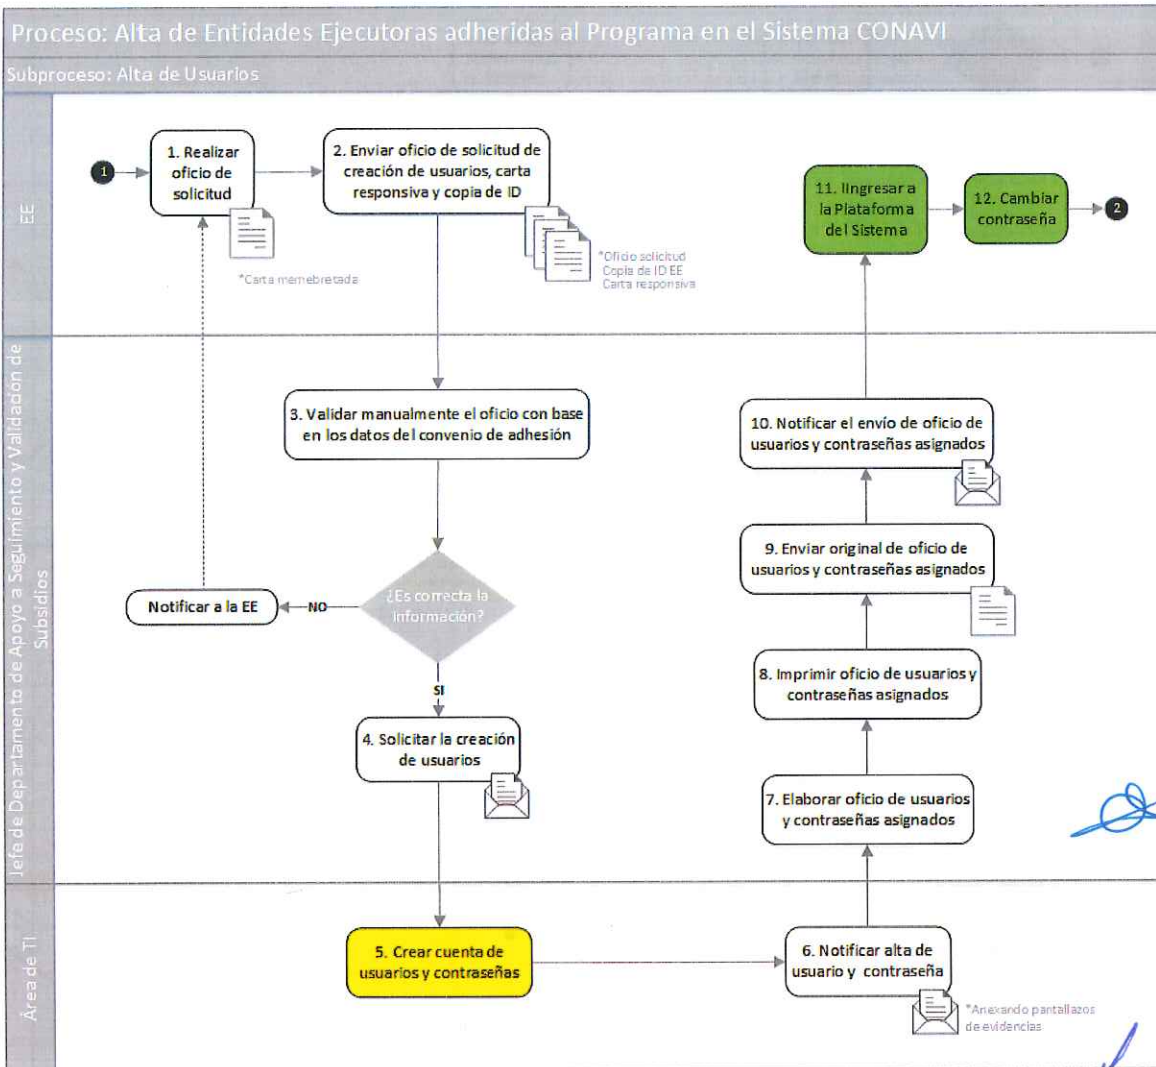 Proceso: Alta de Entidades Ejecutoras adheridas al Programa en el Sistema CONAVI
Subproceso: Alta de Usuarios
EE
1
1. Realizar
oficio de
solicitud
*Carta memebretada
2. Enviar oficio de solicitud de
creación de usuarios, carta
responsiva y copia de ID
*Oficio solicitud
Copia de ID EE
Carta responsiva
11. IIngresar a
la Plataforma
del Sistema
12. Cambiar
contraseña
2
Jefe de Departamento de Apoyo a Seguimiento y Validación de
Subsidios
3. Validar manualmente el oficio con base
en los datos del convenio de adhesión
¿Es correcta la
información?
NO
Notificar a la EE
SI
4. Solicitar la creación
de usuarios
10. Notificar el envío de oficio de
usuarios y contraseñas asignados
9. Enviar original de oficio de
usuarios y contraseñas asignados
8. Imprimir oficio de usuarios y
contraseñas asignados
7. Elaborar oficio de usuarios
y contraseñas asignados
Área de TI
5. Crear cuenta de
usuarios y contraseñas
6. Notificar alta de
usuario y contraseña
*Anexando pantallazos
de evidencias